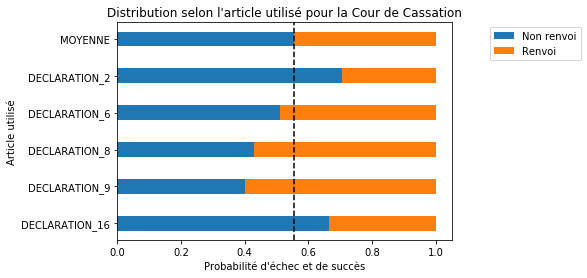 Distribution selon l'article utilisé pour la Cour de Cassation
Non renvoi
Renvoi
MOYENNE
DECLARATION_2
DECLARATION_6
DECLARATION_8
DECLARATION_9
DECLARATION_16
Article utilisé
0.0 0.2 0.4 0.6 0.8 1.0
Probabilité d'échec et de succès